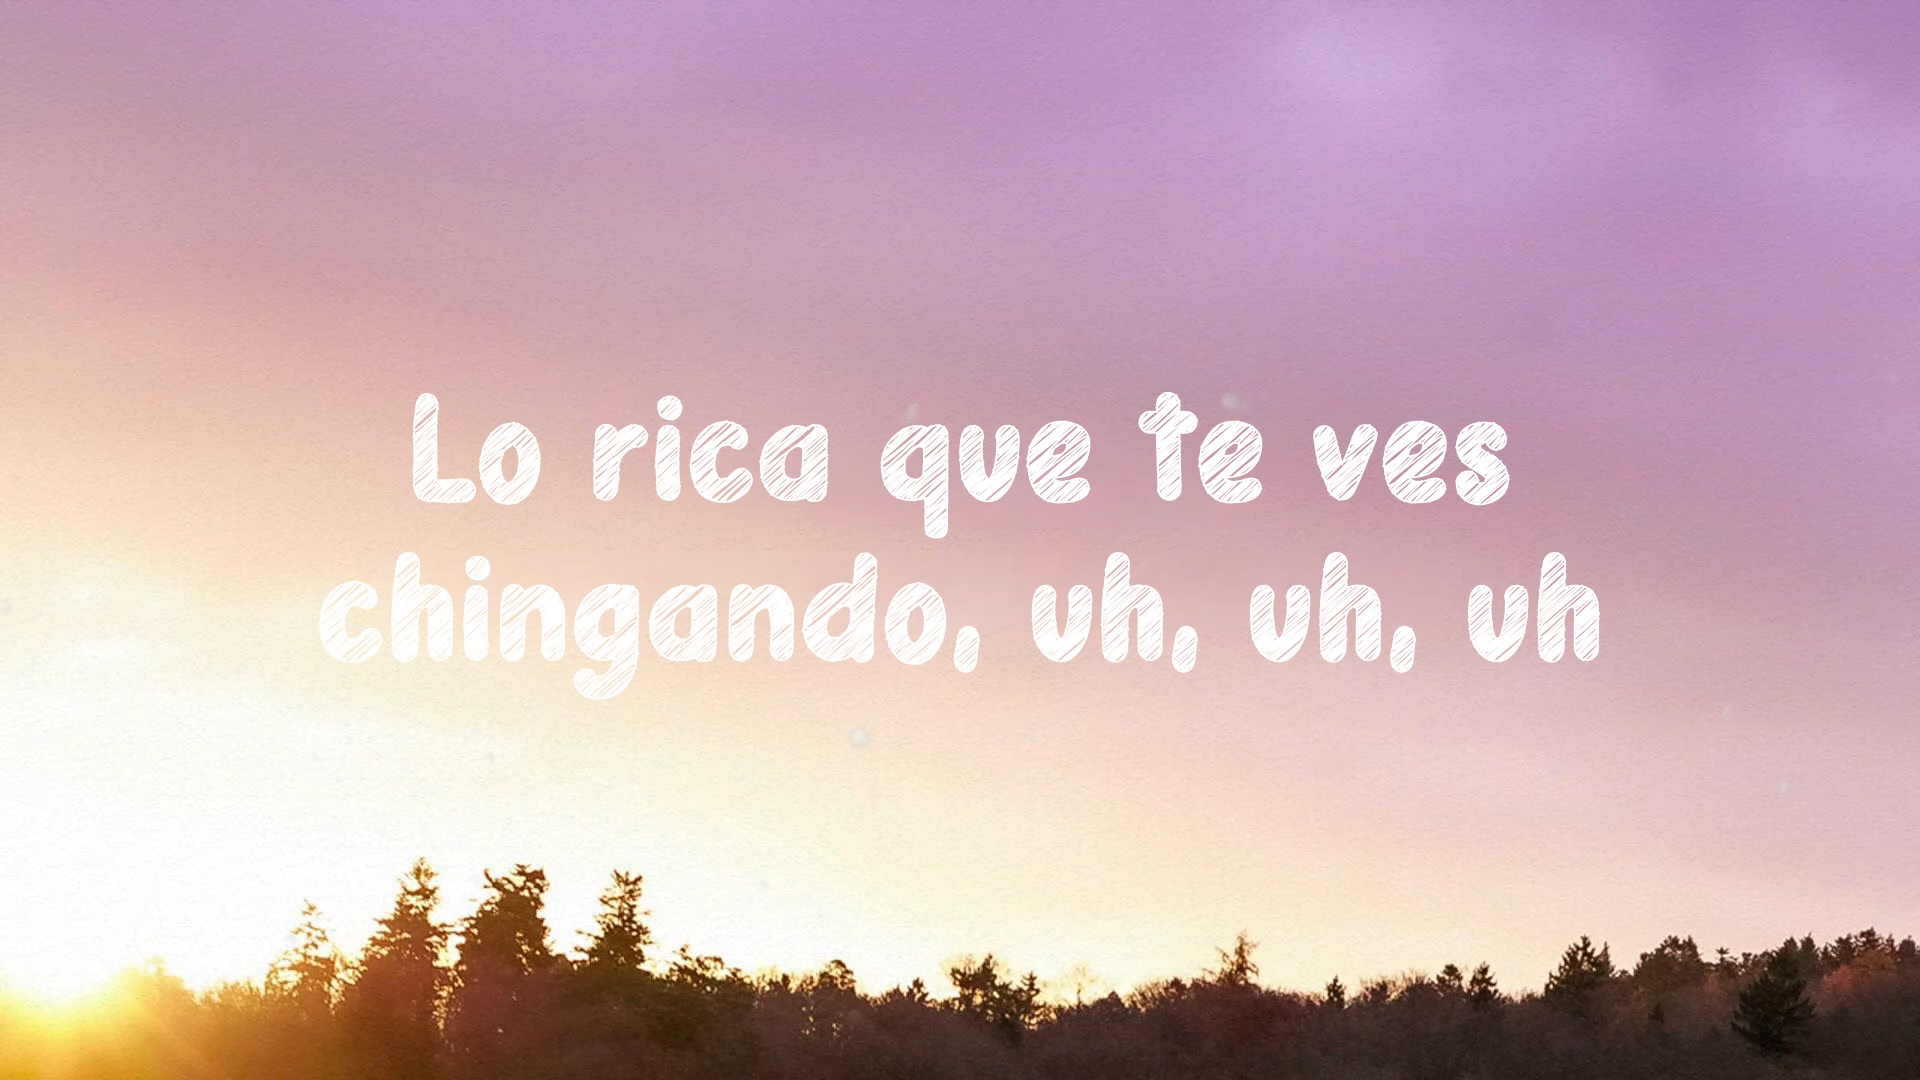 Lo rica que te ves
chingando, uh, uh, uh